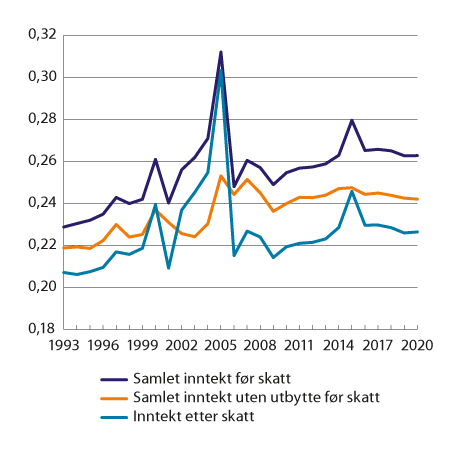 0,32
0,30
0,28
0,26
0,24
0,22
0,20
0,18
1993 1996 1999 2002 2005 2008 2011 2014 2017 2020
Samlet inntekt før skatt
Samlet inntekt uten utbytte før skatt
Inntekt etter skatt